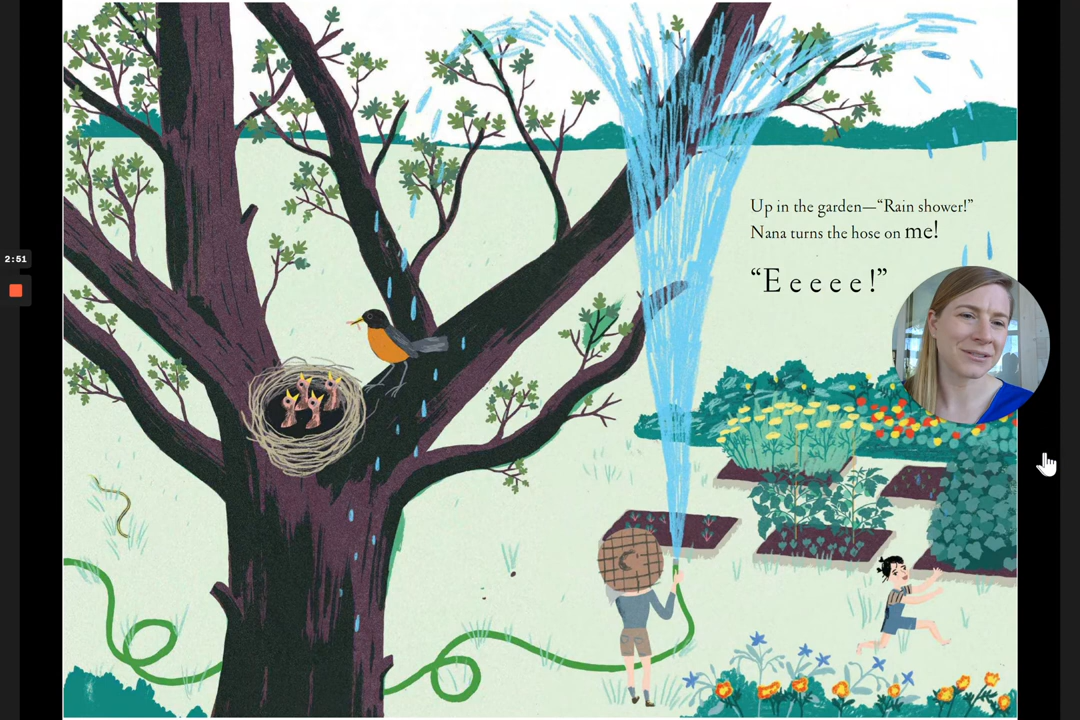 2:51
Up in the garden—“Rain shower!”
Nana turns the hose on me!
“Eeeee!”